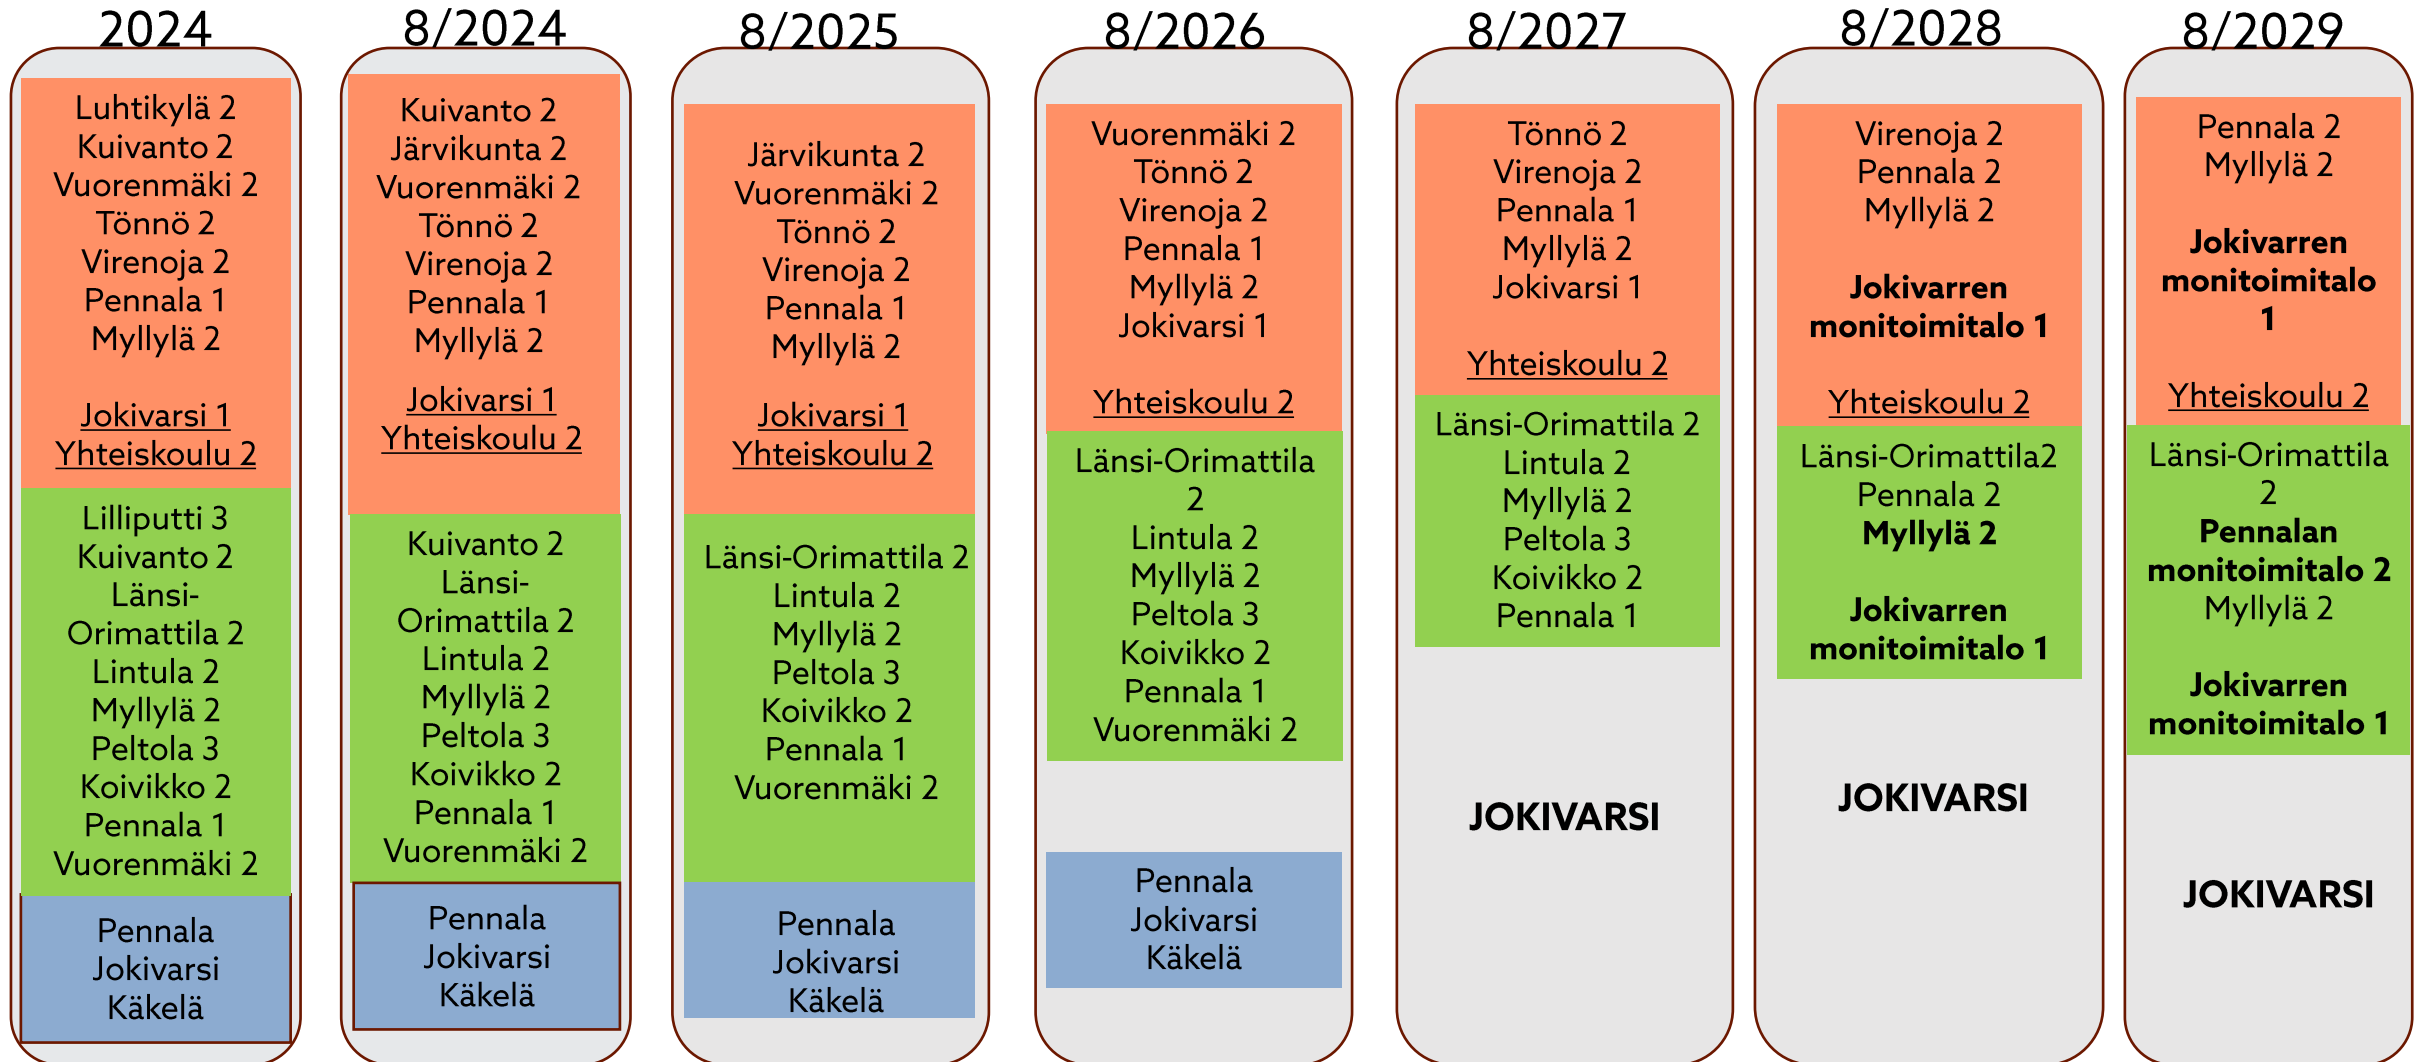 2024
Luhtikylä 2
Kuivanto 2
Vuorenmäki 2
Tönnö 2
Virenoja 2
Pennala 1
Myllylä 2
Jokivarsi 1
Yhteiskoulu 2
Lilliputti 3
Kuivanto 2
Länsi-
Orimattila 2
Lintula 2
Myllylä 2
Peltola 3
Koivikko 2
Pennala 1
Vuorenmäki 2
Pennala
Jokivarsi
Käkelä
8/2024
Kuivanto 2
Järvikunta 2
Vuorenmäki 2
Tönnö 2
Virenoja 2
Pennala 1
Myllylä 2
Jokivarsi 1
Yhteiskoulu 2
Kuivanto 2
Länsi-
Orimattila 2
Lintula 2
Myllylä 2
Peltola 3
Koivikko 2
Pennala 1
Vuorenmäki 2
Pennala
Jokivarsi
Käkelä
8/2025
Järvikunta 2
Vuorenmäki 2
Tönnö 2
Virenoja 2
Pennala 1
Myllylä 2
Jokivarsi 1
Yhteiskoulu 2
Länsi-Orimattila 2
Lintula 2
Myllylä 2
Peltola 3
Koivikko 2
Pennala 1
Vuorenmäki 2
Pennala
Jokivarsi
Käkelä
8/2026
Vuorenmäki 2
Tönnö 2
Virenoja 2
Pennala 1
Myllylä 2
Jokivarsi 1
Yhteiskoulu 2
Länsi-Orimattila
2
Lintula 2
Myllylä 2
Peltola 3
Koivikko 2
Pennala 1
Vuorenmäki 2
Pennala
Jokivarsi
Käkelä
8/2027
Tönnö 2
Virenoja 2
Pennala 1
Myllylä 2
Jokivarsi 1
Yhteiskoulu 2
Länsi-Orimattila 2
Lintula 2
Myllylä 2
Peltola 3
Koivikko 2
Pennala 1
JOKIVARSI
8/2028
Virenoja 2
Pennala 2
Myllylä 2
Jokivarren
monitoimitalo 1
Yhteiskoulu 2
Länsi-Orimattila2
Pennala 2
Myllylä 2
Jokivarren
monitoimitalo 1
JOKIVARSI
8/2029
Pennala 2
Myllylä 2
Jokivarren
monitoimitalo
1
Yhteiskoulu 2
Länsi-Orimattila
2
Pennalan
monitoimitalo 2
Myllylä 2
Jokivarren
monitoimitalo 1
JOKIVARSI